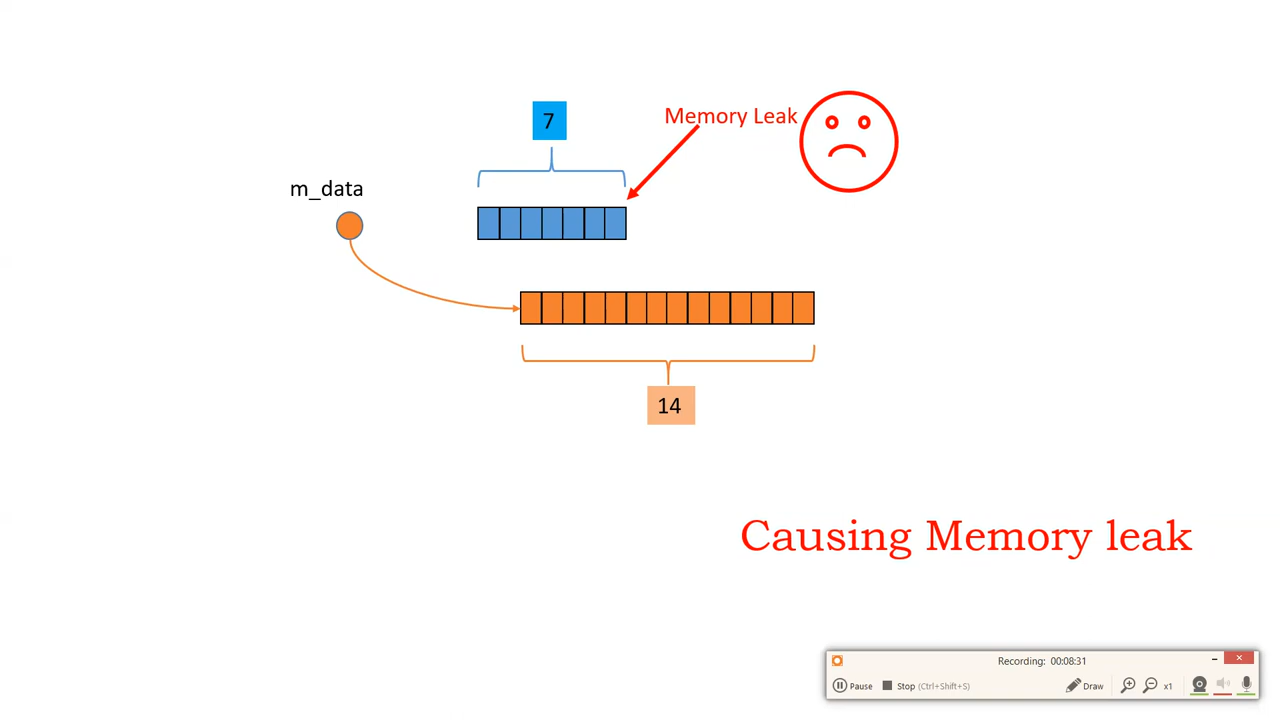 7
Memory Leak
m_data
14
Causing Memory leak
Recording: 00:08:31
Pause Stop (Ctrl+Shift+S) Draw x1